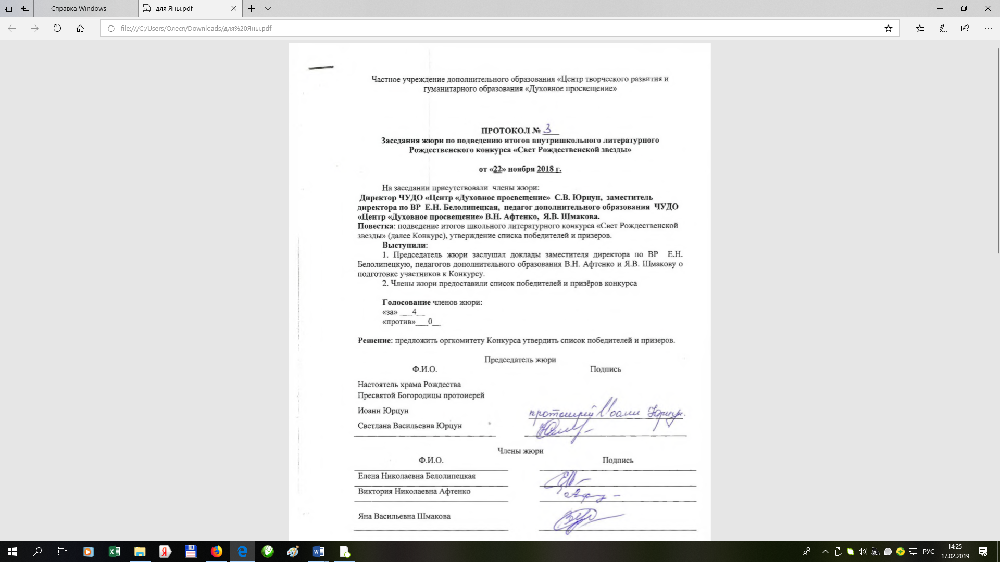 Справка Windows
для Яны.pdf
file:///C:/Users/Олеся/Downloads/для%20Яны.pdf
Частное учреждение дополнительного образования «Центр творческого развития и
гуманитарного образования «Духовное просвещение»
ПРОТОКОЛ № 3
Заседания жюри по подведению итогов внутришкольного литературного
Рождественского конкурса «Свет Рождественской звезды»
от «22» ноября 2018 г.
На заседании присутствовали члены жюри:
Директор ЧУДО «Центр «Духовное просвещение» С.В. Юрцун, заместитель
директора по ВР Е.Н. Белолипецкая, педагог дополнительного образования ЧУДО
«Центр «Духовное просвещение» В.Н. Афтенко, Я.В. Шмакова.
Повестка: подведение итогов школьного литературного конкурса «Свет Рождественской
звезды» (далее Конкурс), утверждение списка победителей и призеров.
Выступили:
1. Председатель жюри заслушал доклады заместителя директора по ВР Е.Н.
Белолипецкую, педагогов дополнительного образования В.Н. Афтенко и Я.В. Шмакову о
подготовке участников к Конкурсу.
2. Члены жюри предоставили список победителей и призёров конкурса
Голосование членов жюри:
«за» ___4__
«против»___0__
Решение: предложить оргкомитету Конкурса утвердить список победителей и призеров.
Председатель жюри
Ф.И.О. Подпись
Настоятель храма Рождества
Пресвятой Богородицы протоиерей
Иоанн Юрцун протоиерей Иоанн Юрцун.
Светлана Васильевна Юрцун
Члены жюри
Ф.И.О. Подпись
Елена Николаевна Белолипецкая
Виктория Николаевна Афтенко
Яна Васильевна Шмакова
РУС
14:25
17.02.2019